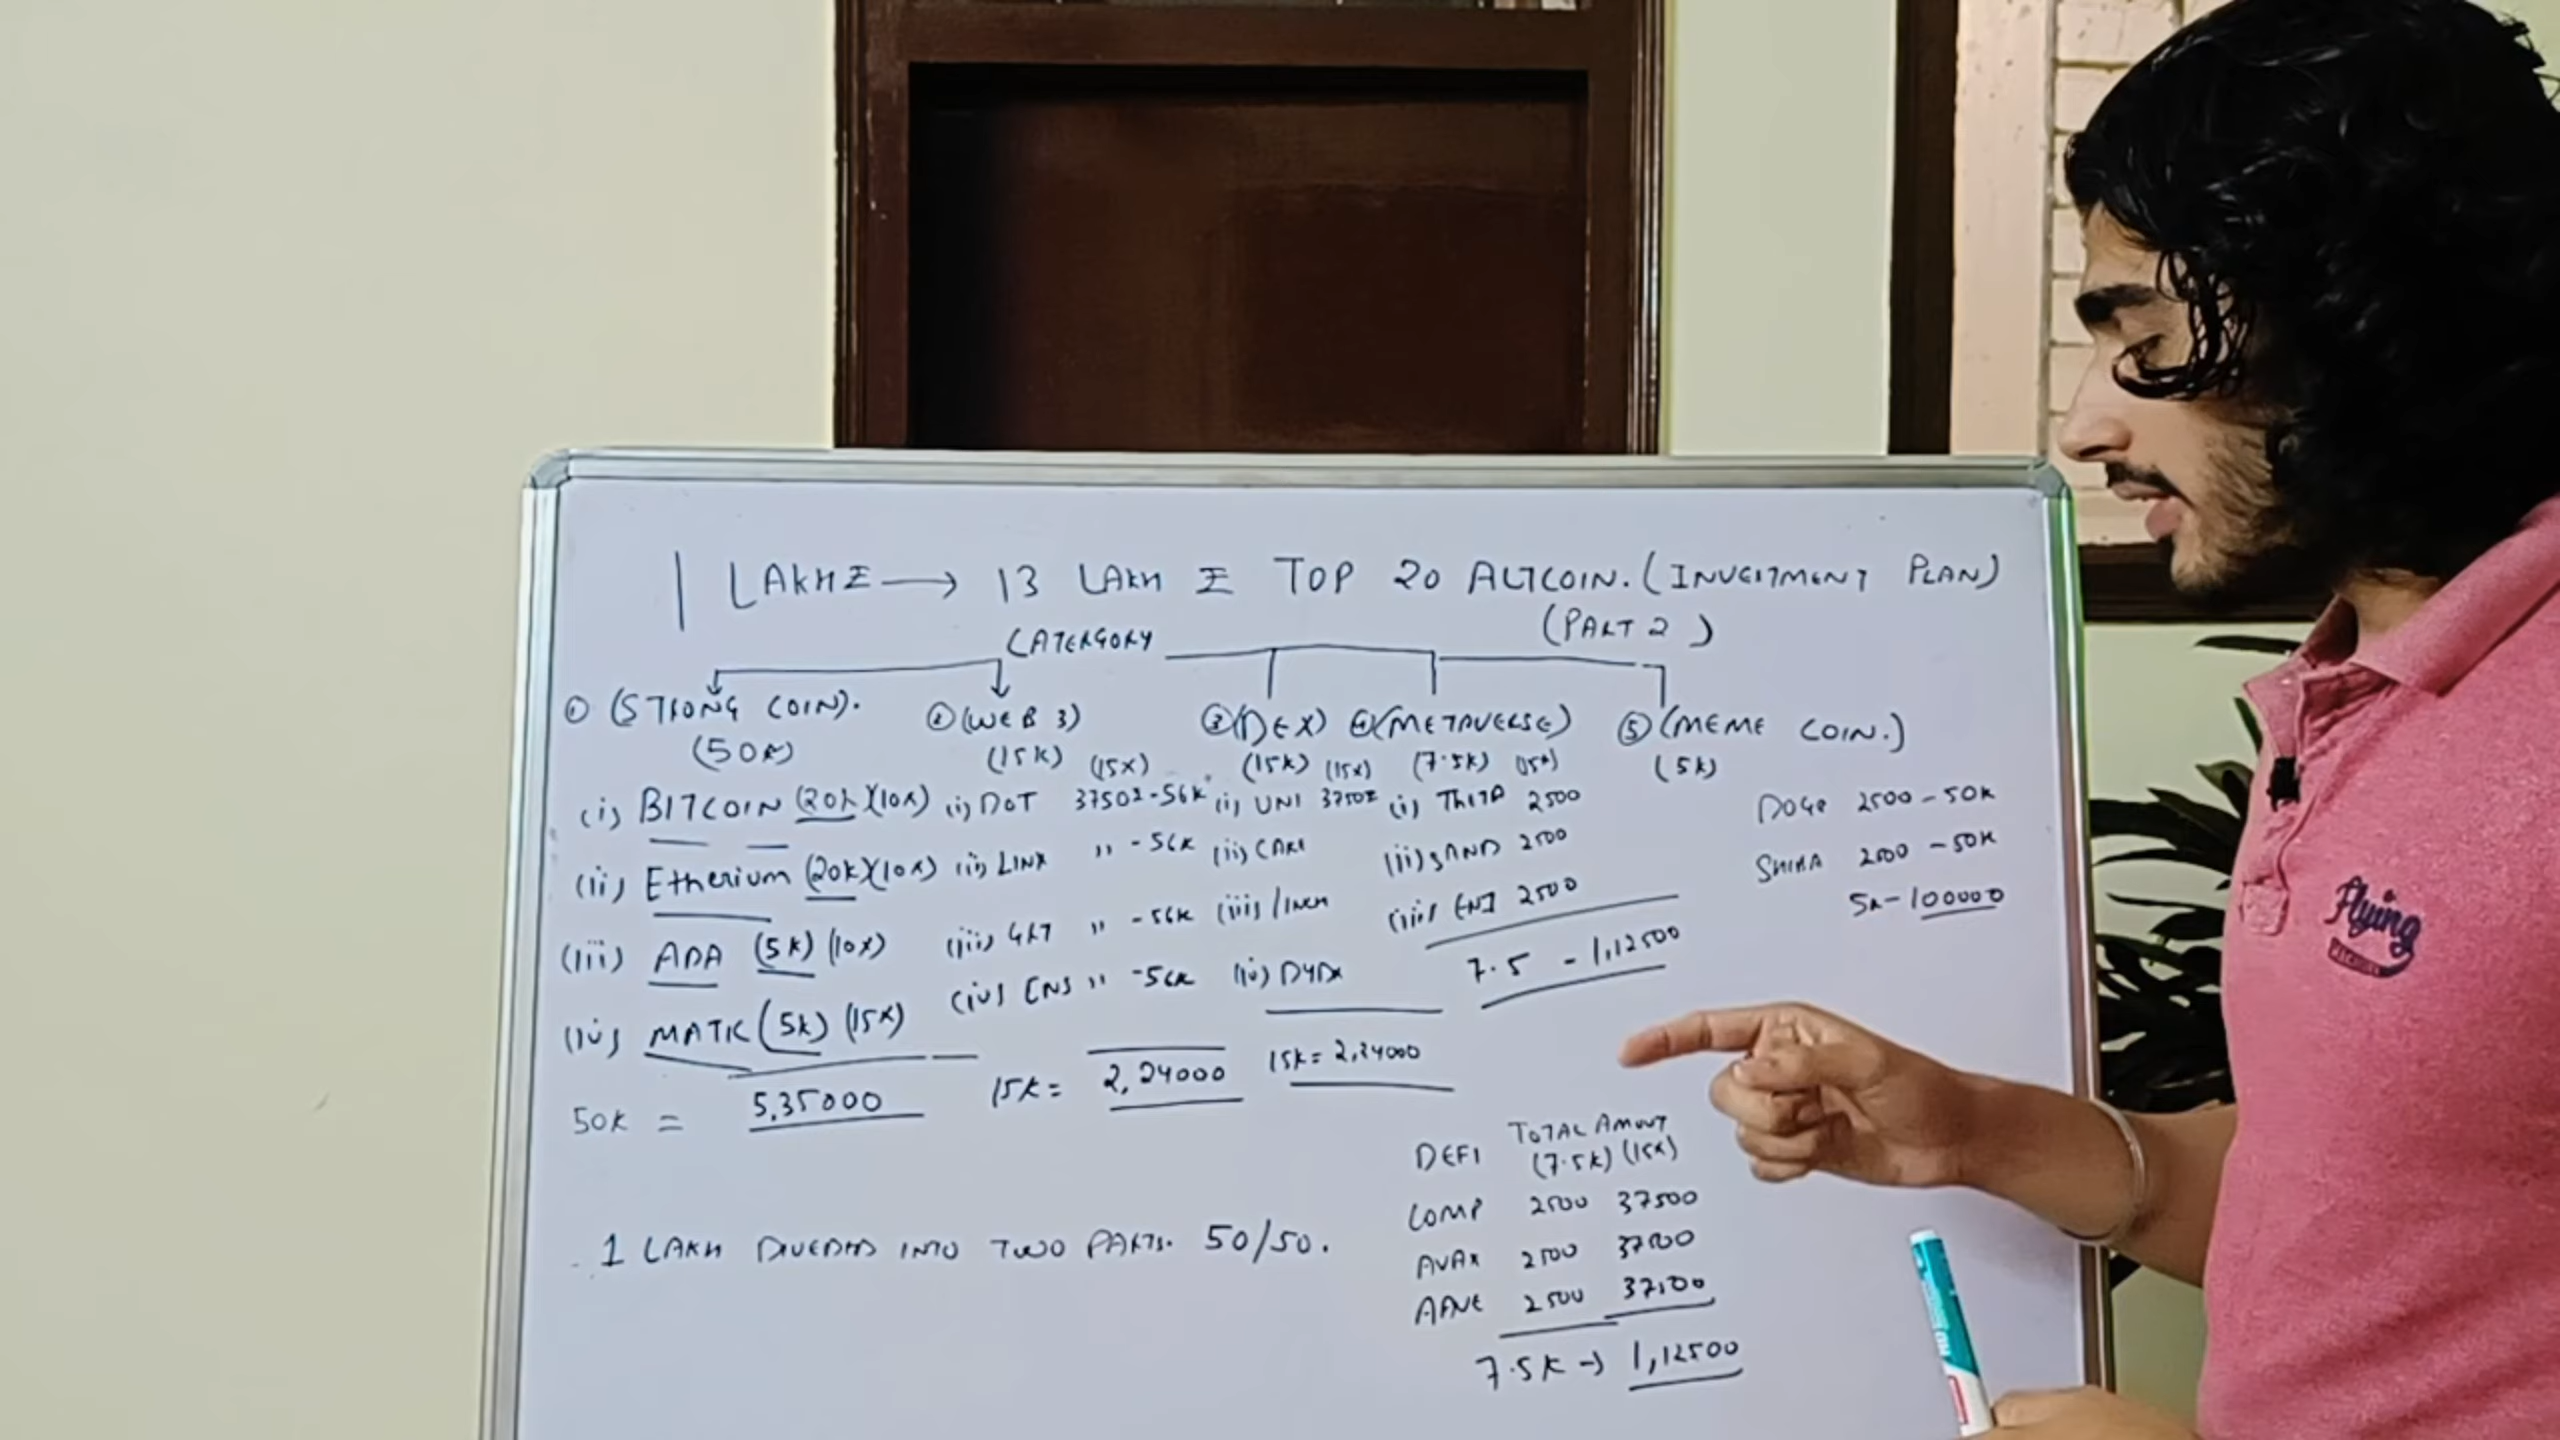 1 LAKH ₹ → 13 LAKH ₹ TOP 20 ALTCOIN. (INVESTMENT PLAN)
(PART 2)
CATERGORY
① (STRONG COIN).
(50K)
(i) BITCOIN (20k)(10x)
(ii) Etherium (20k)(10x)
(iii) ADA (5K) (10x)
(iv) MATIC (5k) (15x)
50K = 5,35000
② (WEB 3)
(15K) (15x)
(i) DOT 3750₹-56K
(ii) LINK " -56K
(iii) GRT " -56K
(iv) ENS " -56K
15K = 2,24000
③ (DEX)
(15k) (15x)
(i) UNI 3750₹
(ii) CAKE
(iii) 1INCH
(iv) DYDX
15k = 2,24000
④ (METAVERSE)
(7.5k) (15x)
(i) THETA 2500
(ii) SAND 2500
(iii) ENJ 2500
7.5 - 1,12500
⑤ (MEME COIN.)
(5k)
DOGE 2500 - 50K
SHIBA 2500 - 50K
5K - 100000
DEFI TOTAL AMOUT
(7.5k) (15x)
COMP 2500 37500
AVAX 2500 37500
AAVE 2500 37500
7.5K → 1,12500
1 LAKH DIVEDED INTO TWO PARTS. 50/50.
Flying